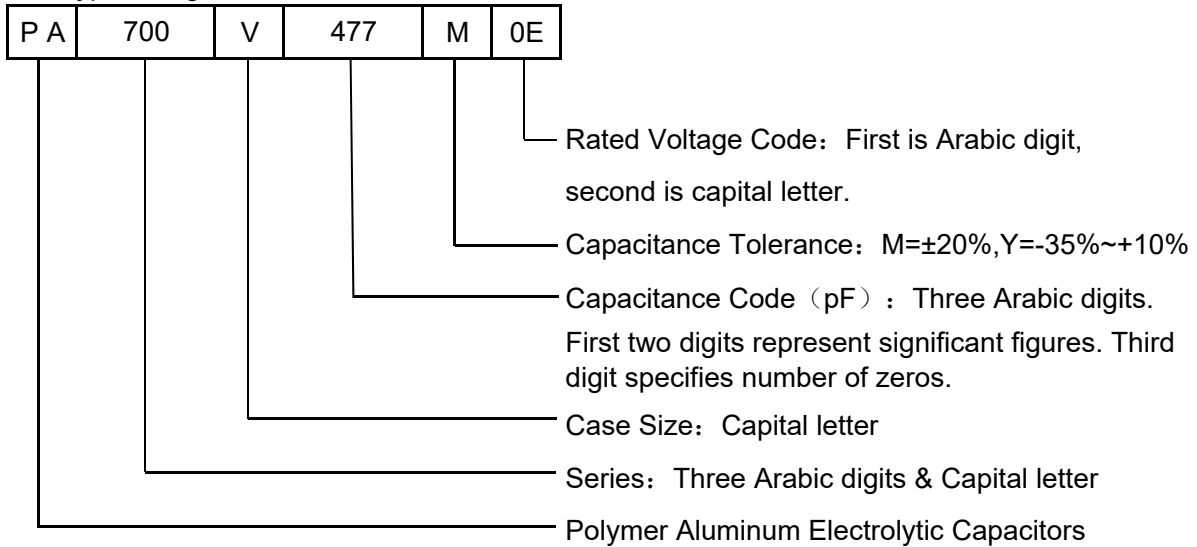 PA 700 V 477 M 0E
Rated Voltage Code：First is Arabic digit,
second is capital letter.
Capacitance Tolerance：M=±20%,Y=-35%~+10%
Capacitance Code（pF）：Three Arabic digits.
First two digits represent significant figures. Third
digit specifies number of zeros.
Case Size：Capital letter
Series：Three Arabic digits & Capital letter
Polymer Aluminum Electrolytic Capacitors